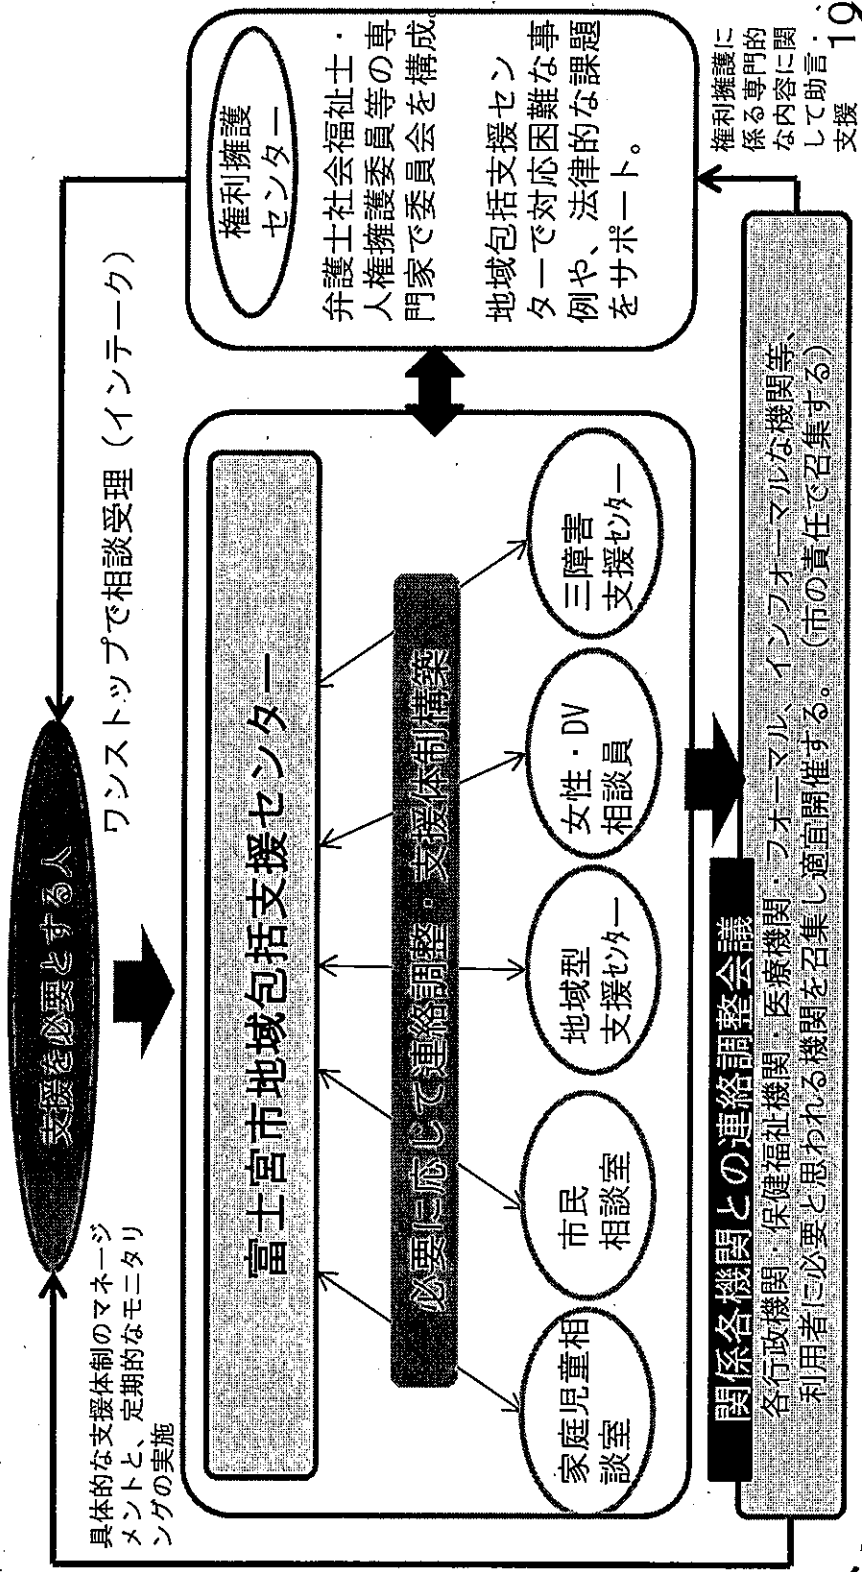 支援を必要とする人
ワンストップで相談受理（インテーク）
具体的な支援体制のマネージ
メントと、定期的なモニタリ
ングの実施
富士宮市地域包括支援センター
必要に応じて連絡調整・支援体制構築
家庭児童相
談室
市民
相談室
地域型
支援ｾﾝﾀｰ
女性・DV
相談員
三障害
支援ｾﾝﾀｰ
権利擁護
センター
弁護士社会福祉士・
人権擁護委員等の専
門家で委員会を構成。
地域包括支援セン
ターで対応困難な事
例や、法律的な課題
をサポート。
関係各機関との連絡調整会議
各行政機関・保健福祉機関・医療機関・フォーマル、インフォーマルな機関等、
利用者に必要と思われる機関を召集し適宜開催する。（市の責任で召集する）
権利擁護に
係る専門的
な内容に関
して助言・
支援
19